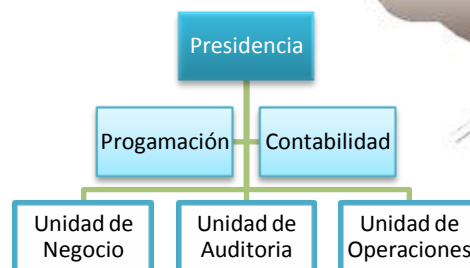 Presidencia
Progamación
Contabilidad
Unidad de
Negocio
Unidad de
Auditoria
Unidad de
Operaciones